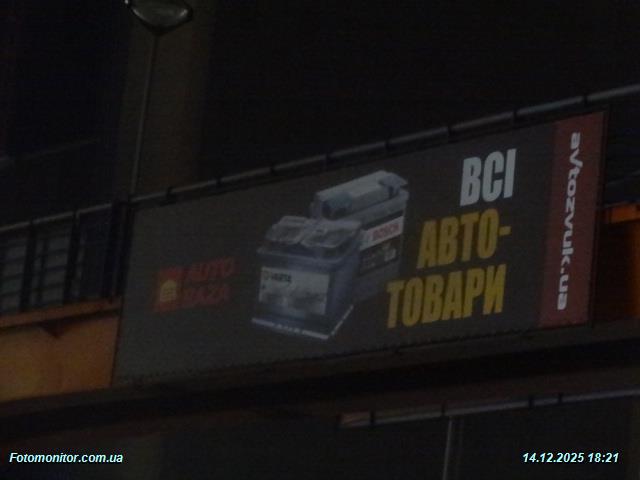 ВСІ
АВТО-
ТОВАРИ
AUTO
BAZA
VARTA
BOSCH
avtozvuk.ua
Fotomonitor.com.ua
14.12.2025 18:21